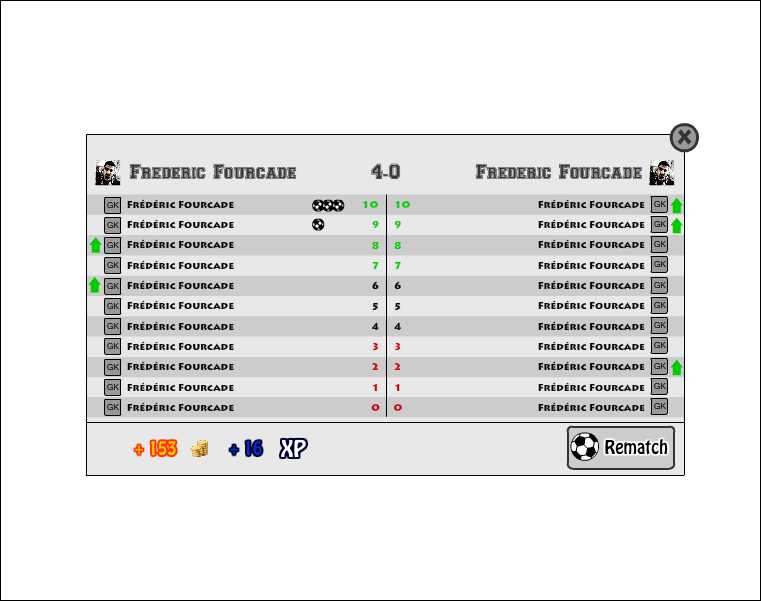 FREDERIC FOURCADE 4-0 FREDERIC FOURCADE
GK FRÉDÉRIC FOURCADE 10 10 FRÉDÉRIC FOURCADE GK
GK FRÉDÉRIC FOURCADE 9 9 FRÉDÉRIC FOURCADE GK
GK FRÉDÉRIC FOURCADE 8 8 FRÉDÉRIC FOURCADE GK
GK FRÉDÉRIC FOURCADE 7 7 FRÉDÉRIC FOURCADE GK
GK FRÉDÉRIC FOURCADE 6 6 FRÉDÉRIC FOURCADE GK
GK FRÉDÉRIC FOURCADE 5 5 FRÉDÉRIC FOURCADE GK
GK FRÉDÉRIC FOURCADE 4 4 FRÉDÉRIC FOURCADE GK
GK FRÉDÉRIC FOURCADE 3 3 FRÉDÉRIC FOURCADE GK
GK FRÉDÉRIC FOURCADE 2 2 FRÉDÉRIC FOURCADE GK
GK FRÉDÉRIC FOURCADE 1 1 FRÉDÉRIC FOURCADE GK
GK FRÉDÉRIC FOURCADE 0 0 FRÉDÉRIC FOURCADE GK
+ 153 + 16 XP Rematch